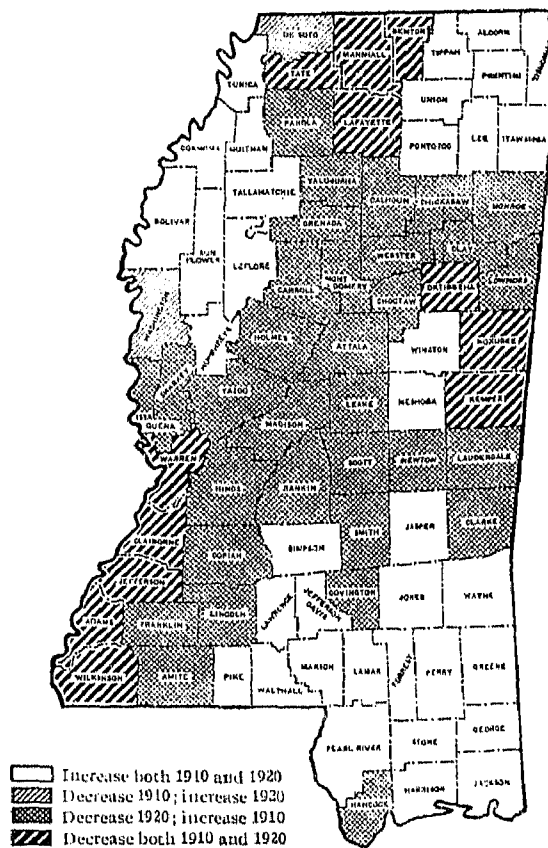 DE SOTO
BENTON
MARSHALL
ALCORN
TIPPAH
TATE
TUNICA
PRENTISS
UNION
PANOLA
LAFAYETTE
LEE
ITAWAMBA
PONTOTOC
COAHOMA
QUITMAN
YALOBUSHA
TALLAHATCHIE
CALHOUN
CHICKASAW
MONROE
BOLIVAR
GRENADA
SUN
FLOWER
LEFLORE
WEBSTER
CLAY
CARROLL
MONT
GOMERY
CHOCTAW
OKTIBBEHA
LOWNDES
HOLMES
ATTALA
WINSTON
NOXUBEE
YAZOO
LEAKE
NESHOBA
KEMPER
ISSA
QUENA
MADISON
WARREN
SCOTT
NEWTON
LAUDERDALE
HINDS
RANKIN
SMITH
JASPER
CLARKE
CLAIBORNE
COPIAH
SIMPSON
JEFFERSON
COVINGTON
JONES
WAYNE
LAWRENCE
JEFFERSON
DAVIS
ADAMS
FRANKLIN
LINCOLN
WILKINSON
AMITE
PIKE
WALTHALL
MARION
LAMAR
FORREST
PERRY
GREENE
PEARL RIVER
STONE
GEORGE
HANCOCK
HARRISON
JACKSON
Increase both 1910 and 1920
Decrease 1910; increase 1920
Decrease 1920; increase 1910
Decrease both 1910 and 1920